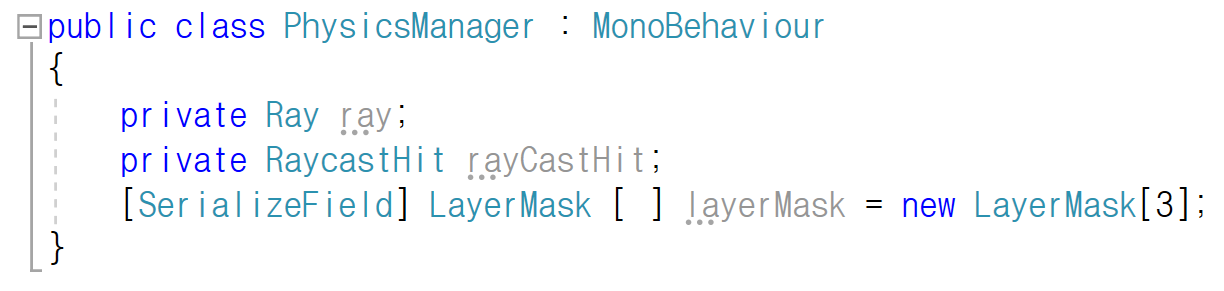 public class PhysicsManager : MonoBehaviour
{
    private Ray ray;
    private RaycastHit rayCastHit;
    [SerializeField] LayerMask [ ] layerMask = new LayerMask[3];
}